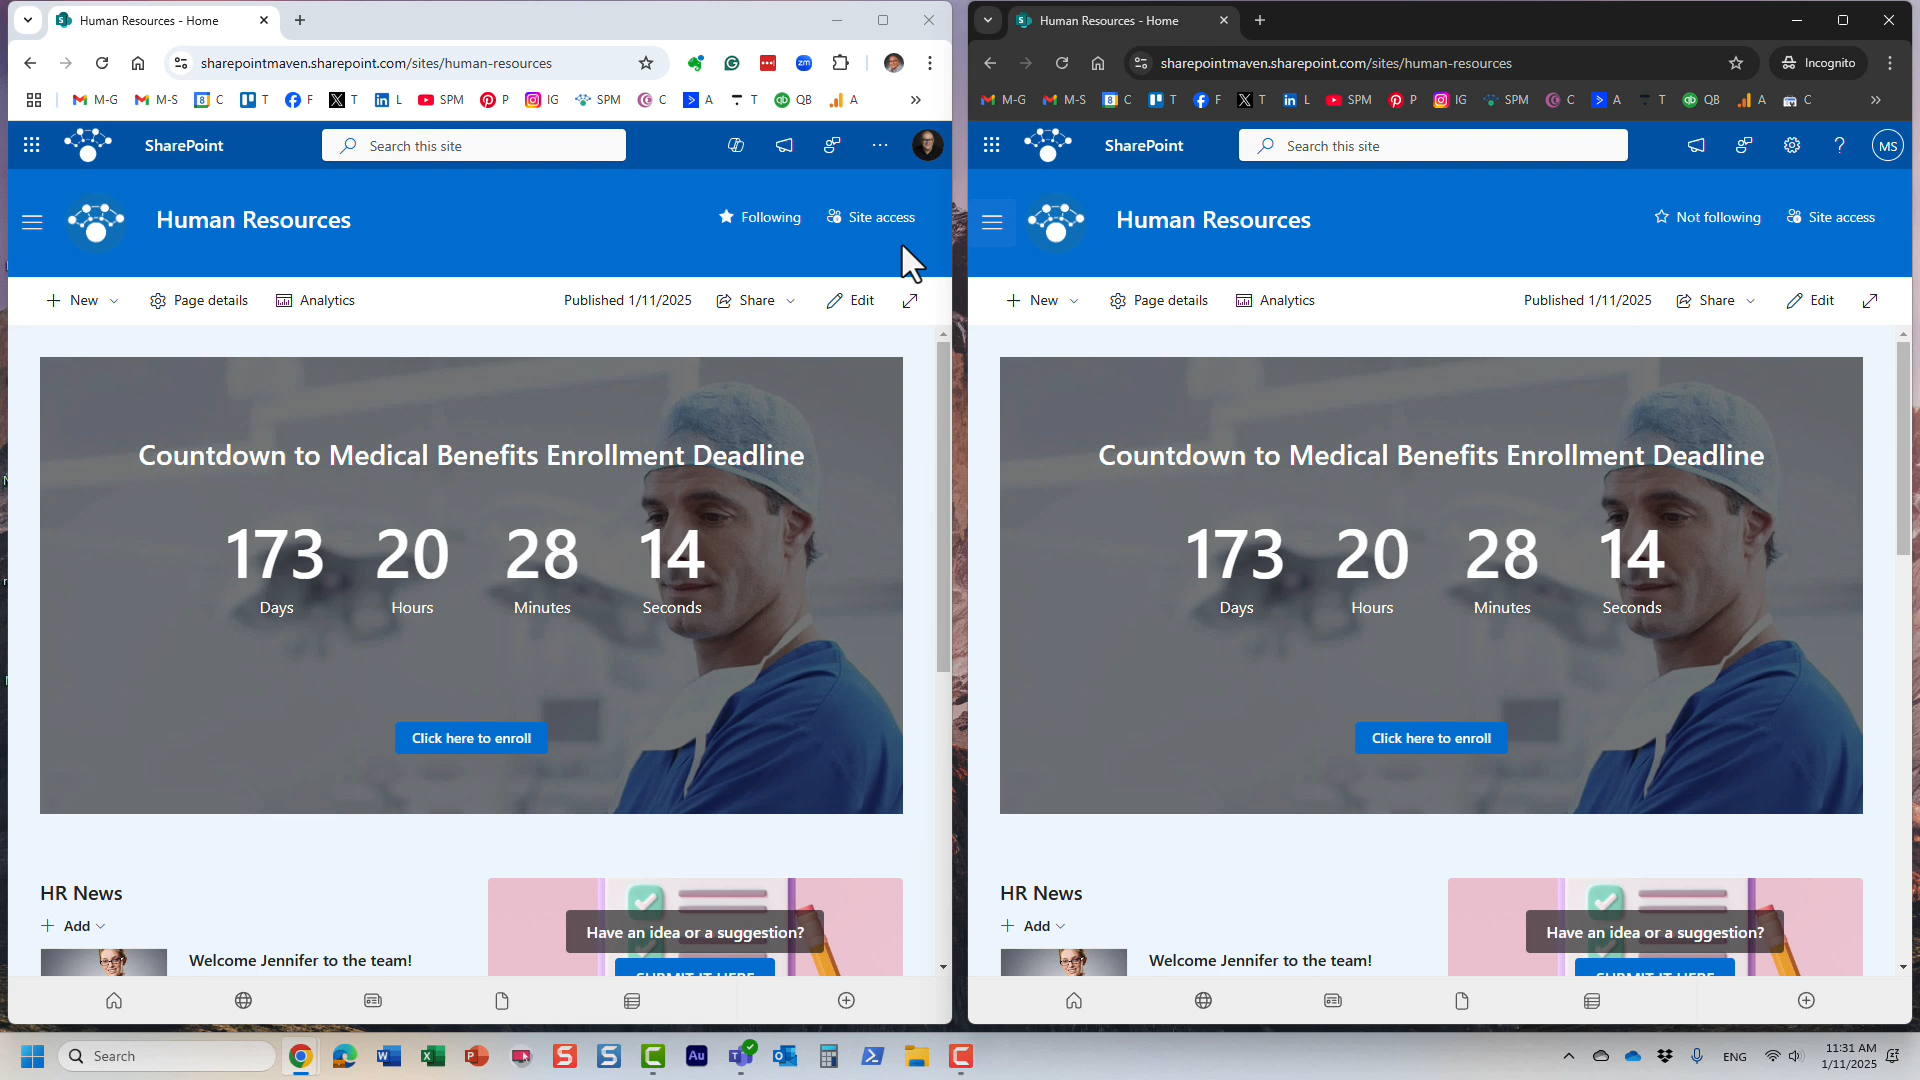 Human Resources - Home
sharepointmaven.sharepoint.com/sites/human-resources
M-G M-S C T F T L SPM P IG SPM C A T QB A
SharePoint
Search this site
Human Resources
Following
Site access
New
Page details
Analytics
Published 1/11/2025
Share
Edit
Countdown to Medical Benefits Enrollment Deadline
173 20 28 14
Days Hours Minutes Seconds
Click here to enroll
HR News
Add
Welcome Jennifer to the team!
Have an idea or a suggestion?
SUBMIT IT HERE
Human Resources - Home
sharepointmaven.sharepoint.com/sites/human-resources
Incognito
M-G M-S C T F T L SPM P IG SPM C A T QB A C
SharePoint
Search this site
MS
Human Resources
Not following
Site access
New
Page details
Analytics
Published 1/11/2025
Share
Edit
Countdown to Medical Benefits Enrollment Deadline
173 20 28 14
Days Hours Minutes Seconds
Click here to enroll
HR News
Add
Welcome Jennifer to the team!
Have an idea or a suggestion?
SUBMIT IT HERE
Search
ENG
11:31 AM
1/11/2025